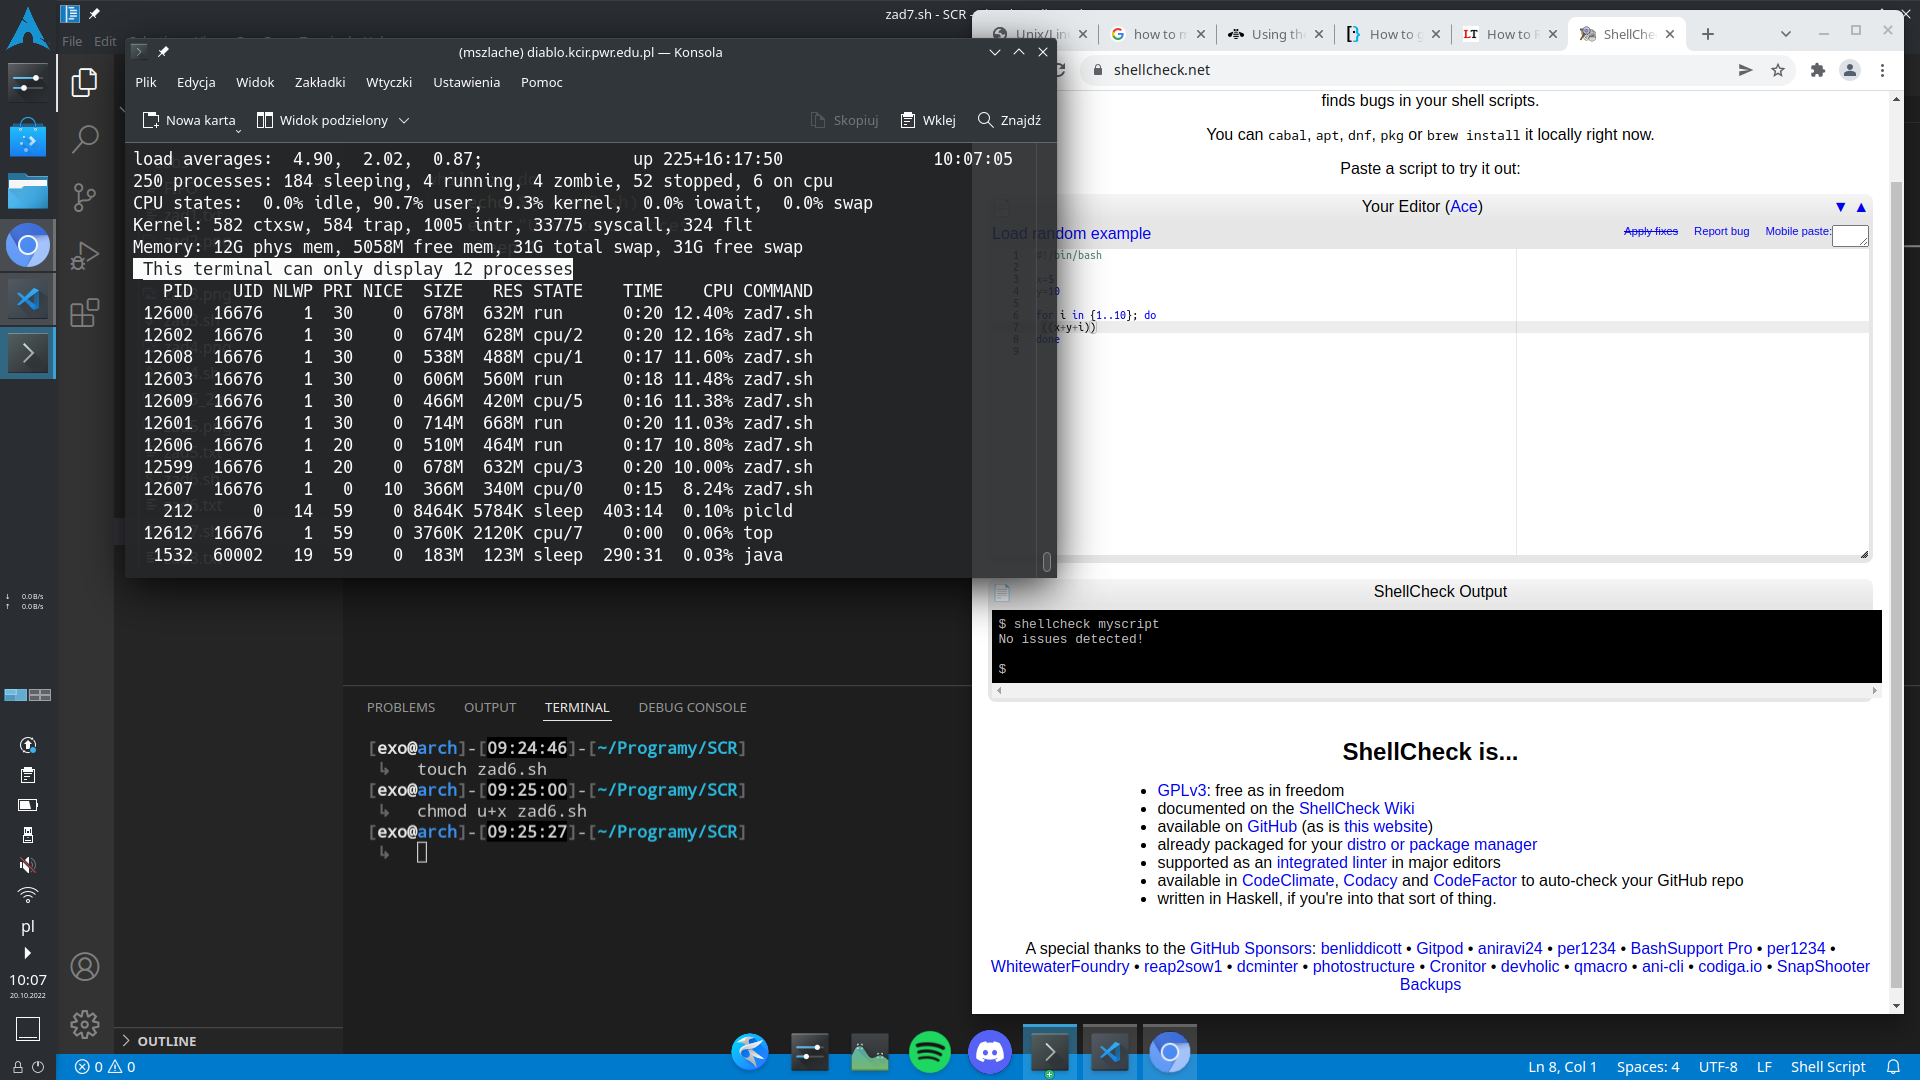 zad7.sh - SCR -
File
Edit
(mszlache) diablo.kcir.pwr.edu.pl — Konsola
Plik Edycja Widok Zakładki Wtyczki Ustawienia Pomoc
Nowa karta Widok podzielony Skopiuj Wklej Znajdź
load averages: 4.90, 2.02, 0.87; up 225+16:17:50 10:07:05
250 processes: 184 sleeping, 4 running, 4 zombie, 52 stopped, 6 on cpu
CPU states: 0.0% idle, 90.7% user, 9.3% kernel, 0.0% iowait, 0.0% swap
Kernel: 582 ctxsw, 584 trap, 1005 intr, 33775 syscall, 324 flt
Memory: 12G phys mem, 5058M free mem, 31G total swap, 31G free swap
This terminal can only display 12 processes
PID UID NLWP PRI NICE SIZE RES STATE TIME CPU COMMAND
12600 16676 1 30 0 678M 632M run 0:20 12.40% zad7.sh
12602 16676 1 30 0 674M 628M cpu/2 0:20 12.16% zad7.sh
12608 16676 1 30 0 538M 488M cpu/1 0:17 11.60% zad7.sh
12603 16676 1 30 0 606M 560M run 0:18 11.48% zad7.sh
12609 16676 1 30 0 466M 420M cpu/5 0:16 11.38% zad7.sh
12601 16676 1 30 0 714M 668M run 0:20 11.03% zad7.sh
12606 16676 1 20 0 510M 464M run 0:17 10.80% zad7.sh
12599 16676 1 20 0 678M 632M cpu/3 0:20 10.00% zad7.sh
12607 16676 1 0 10 366M 340M cpu/0 0:15 8.24% zad7.sh
212 0 14 59 0 8464K 5784K sleep 403:14 0.10% picld
12612 16676 1 59 0 3760K 2120K cpu/7 0:00 0.06% top
1532 60002 19 59 0 183M 123M sleep 290:31 0.03% java
Unix/Lin
how to m
Using the
How to g
LT How to R
ShellChe
shellcheck.net
finds bugs in your shell scripts.
You can cabal, apt, dnf, pkg or brew install it locally right now.
Paste a script to try it out:
Your Editor (Ace) ▼ ▲
Load random example Apply fixes Report bug Mobile paste:
1 #!/bin/bash
2
3 x=5
4 y=10
5
6 for i in {1..10}; do
7 ((x+y+i))
8 done
9
ShellCheck Output
$ shellcheck myscript
No issues detected!
$
ShellCheck is...
• GPLv3: free as in freedom
• documented on the ShellCheck Wiki
• available on GitHub (as is this website)
• already packaged for your distro or package manager
• supported as an integrated linter in major editors
• available in CodeClimate, Codacy and CodeFactor to auto-check your GitHub repo
• written in Haskell, if you're into that sort of thing.
A special thanks to the GitHub Sponsors: benliddicott • Gitpod • aniravi24 • per1234 • BashSupport Pro • per1234 •
WhitewaterFoundry • reap2sow1 • dcminter • photostructure • Cronitor • devholic • qmacro • ani-cli • codiga.io • SnapShooter
Backups
PROBLEMS OUTPUT TERMINAL DEBUG CONSOLE
[exo@arch]-[09:24:46]-[~/Programy/SCR]
↳ touch zad6.sh
[exo@arch]-[09:25:00]-[~/Programy/SCR]
↳ chmod u+x zad6.sh
[exo@arch]-[09:25:27]-[~/Programy/SCR]
↳
↓ 0.0 B/s
↑ 0.0 B/s
pl
10:07
20.10.2022
OUTLINE
0 0
Ln 8, Col 1 Spaces: 4 UTF-8 LF Shell Script